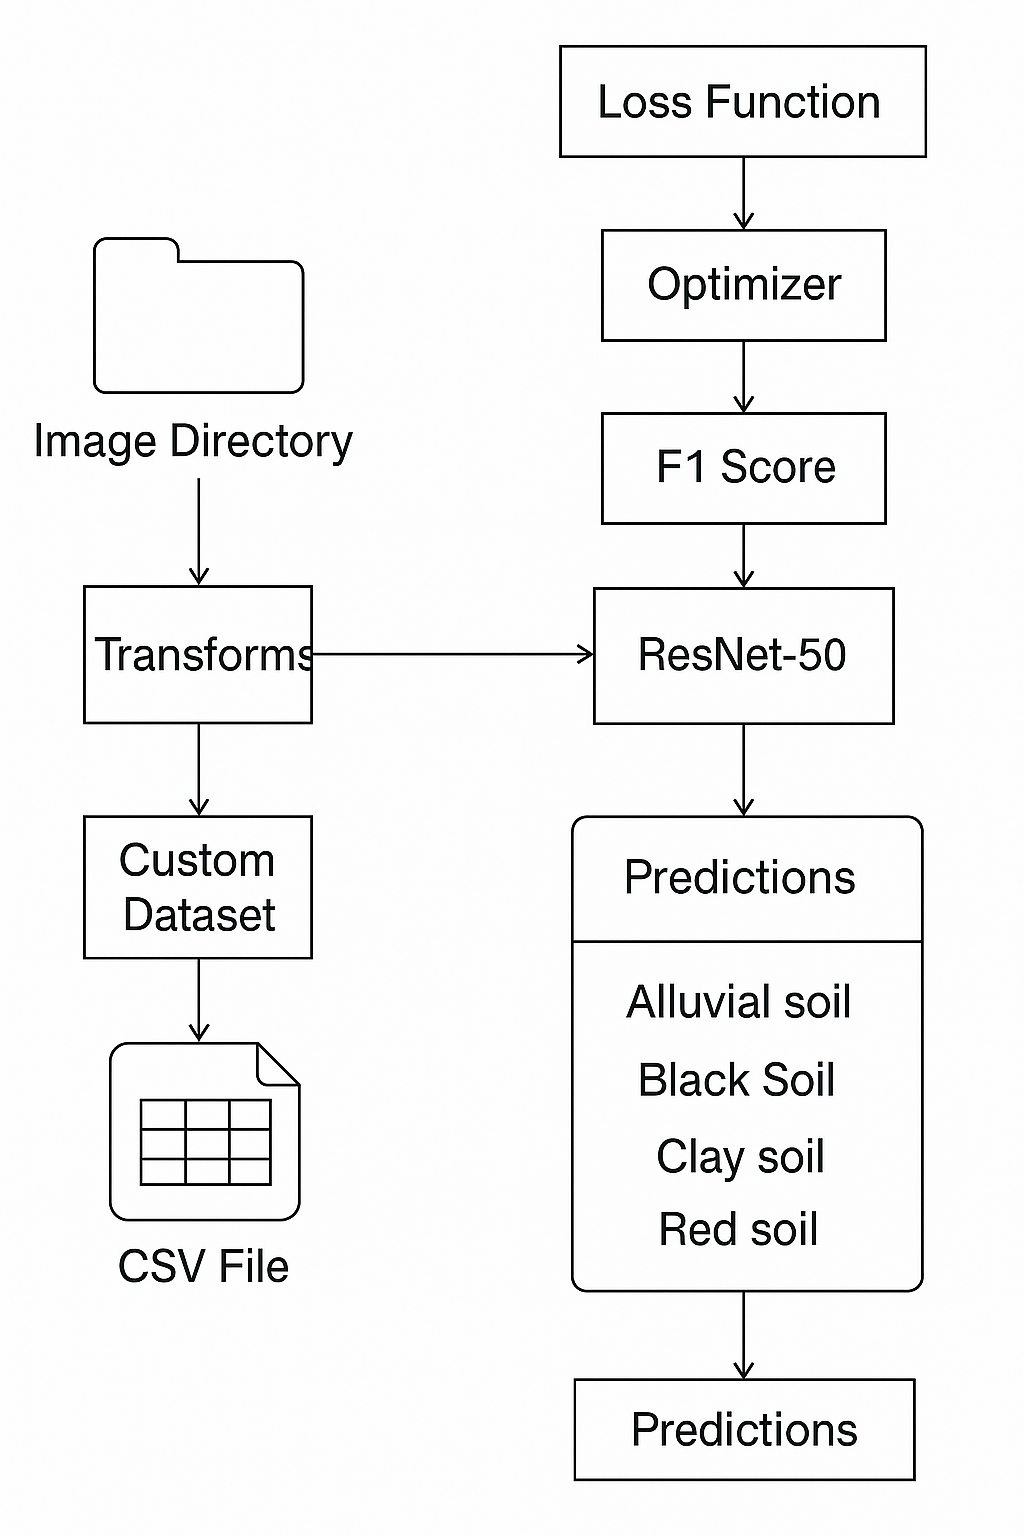 Loss Function
Optimizer
F1 Score
Image Directory
Transforms
ResNet-50
Custom
Dataset
CSV File
Predictions
Alluvial soil
Black Soil
Clay soil
Red soil
Predictions